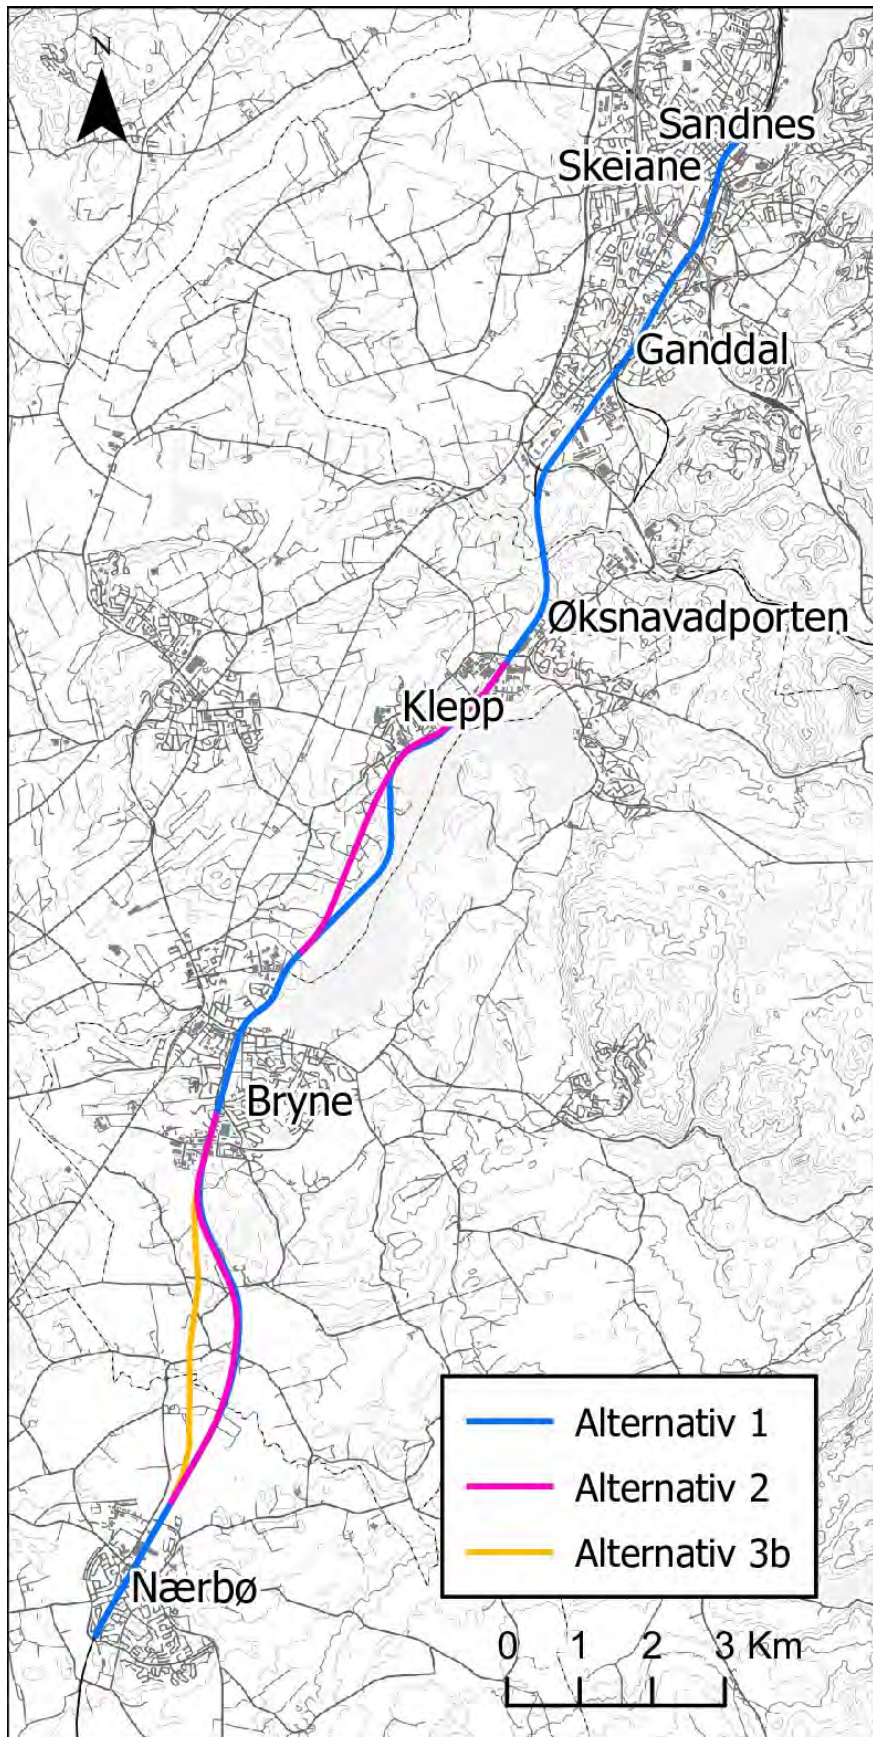 N
Sandnes
Skeiane
Ganddal
Øksnavadporten
Klepp
Bryne
Alternativ 1
Alternativ 2
Alternativ 3b
Nærbø
0 1 2 3 Km